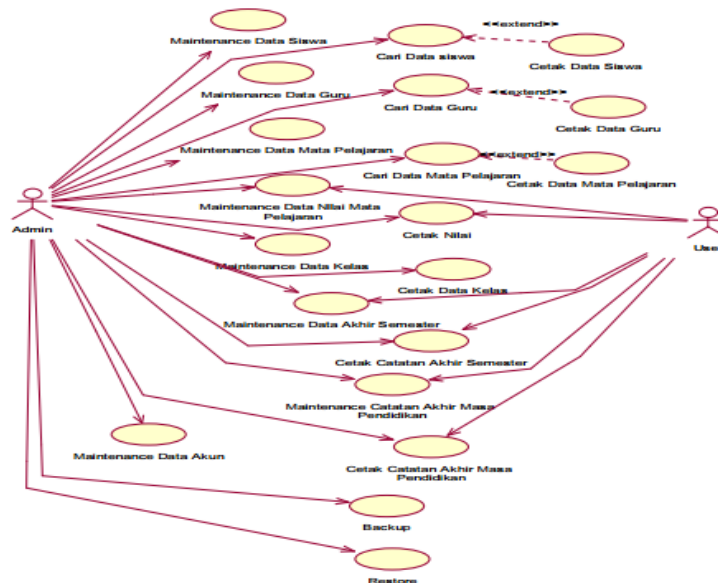 Maintenance Data Siswa
Cari Data siswa
<<extend>>
Cetak Data Siswa
Maintenance Data Guru
Cari Data Guru
<<extend>>
Cetak Data Guru
Maintenance Data Mata Pelajaran
Cari Data Mata Pelajaran
<<extend>>
Cetak Data Mata Pelajaran
Admin
Maintenance Data Nilai Mata
Pelajaran
Cetak Nilai
Use
Maintenance Data Kelas
Cetak Data Kelas
Maintenance Data Akhir Semester
Cetak Catatan Akhir Semester
Maintenance Catatan Akhir Masa
Pendidikan
Maintenance Data Akun
Cetak Catatan Akhir Masa
Pendidikan
Backup
Restore